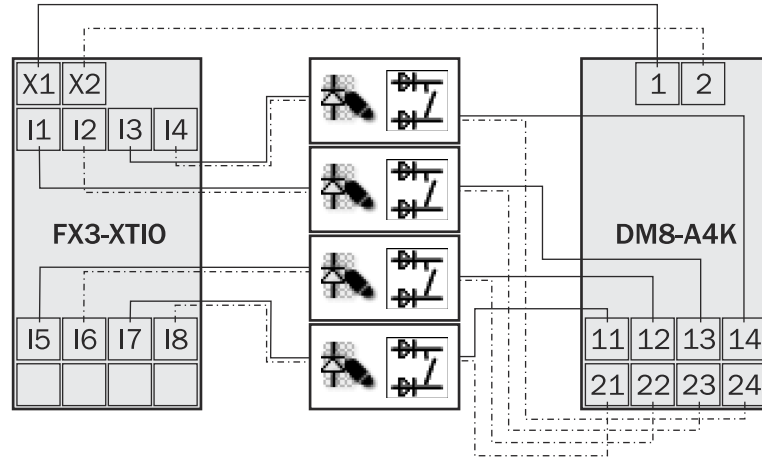 X1 X2 1 2
I1 I2 I3 I4
FX3-XTIO DM8-A4K
I5 I6 I7 I8 11 12 13 14
21 22 23 24